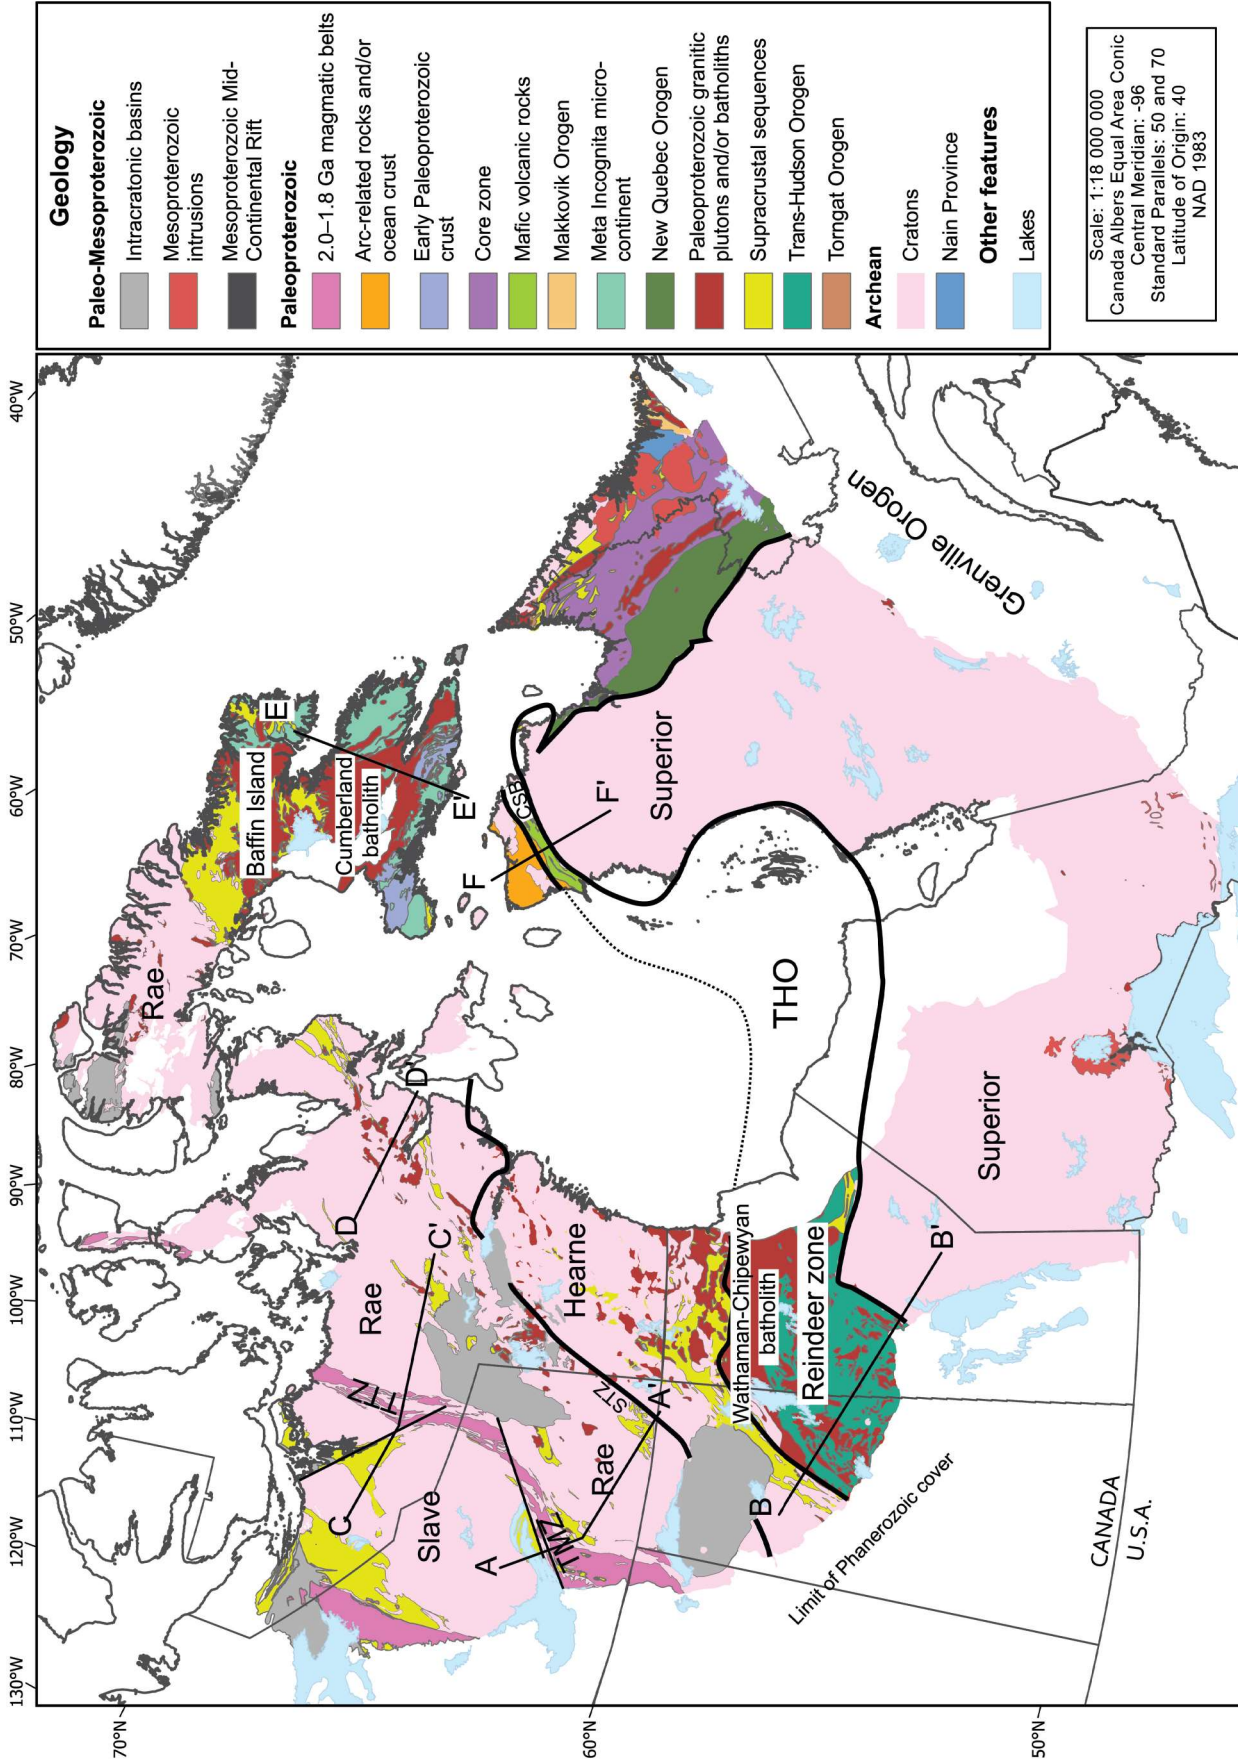 40°W
50°W
60°W
70°W
80°W
90°W
100°W
110°W
120°W
130°W
70°N
60°N
50°N
Rae
Baffin Island
E
Cumberland
batholith
E'
D
D'
Rae
C'
TTZ
C
Slave
A
TMZ
Rae
STZ
A'
Hearne
F
CSB
F'
Superior
Wathaman-Chipewyan
batholith
Reindeer zone
THO
B
B'
Superior
Grenville Orogen
Limit of Phanerozoic cover
CANADA
U.S.A.
Geology
Paleo-Mesoproterozoic
Intracratonic basins
Mesoproterozoic
intrusions
Mesoproterozoic Mid-
Continental Rift
Paleoproterozoic
2.0–1.8 Ga magmatic belts
Arc-related rocks and/or
ocean crust
Early Paleoproterozoic
crust
Core zone
Mafic volcanic rocks
Makkovik Orogen
Meta Incognita micro-
continent
New Quebec Orogen
Paleoproterozoic granitic
plutons and/or batholiths
Supracrustal sequences
Trans-Hudson Orogen
Torngat Orogen
Archean
Cratons
Nain Province
Other features
Lakes
Scale: 1:18 000 000
Canada Albers Equal Area Conic
Central Meridian: -96
Standard Parallels: 50 and 70
Latitude of Origin: 40
NAD 1983